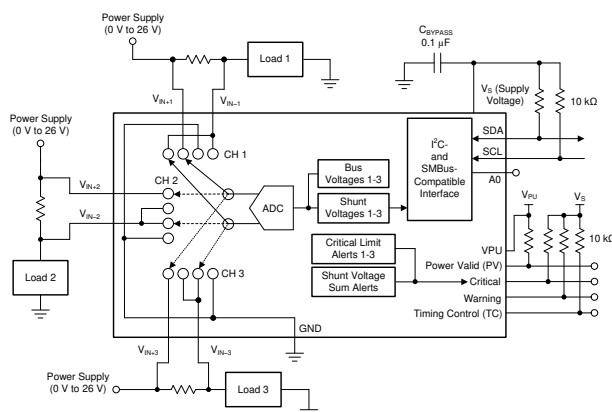 Power Supply
(0 V to 26 V)
Load 1
VIN+1
VIN–1
CBYPASS
0.1 µF
VS (Supply
Voltage)
10 kΩ
Power Supply
(0 V to 26 V)
VIN+2
VIN–2
Load 2
CH 1
CH 2
CH 3
ADC
Bus
Voltages 1-3
Shunt
Voltages 1-3
Critical Limit
Alerts 1-3
Shunt Voltage
Sum Alerts
I2C-
and
SMBus-
Compatible
Interface
SDA
SCL
A0
VPU
VS
10 kΩ
VPU
Power Valid (PV)
Critical
Warning
Timing Control (TC)
GND
VIN+3
VIN–3
Power Supply
(0 V to 26 V)
Load 3